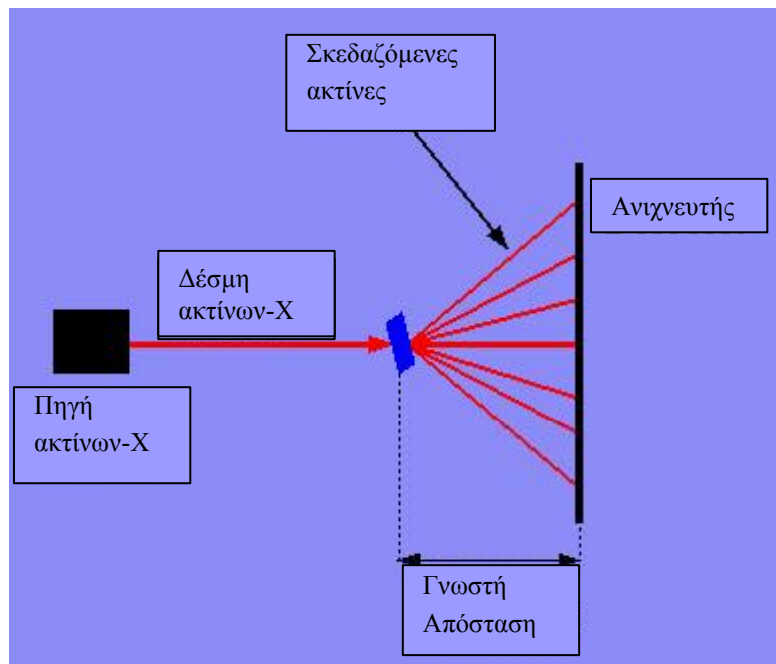 Σκεδαζόμενες
ακτίνες
Ανιχνευτής
Δέσμη
ακτίνων-Χ
Πηγή
ακτίνων-Χ
Γνωστή
Απόσταση